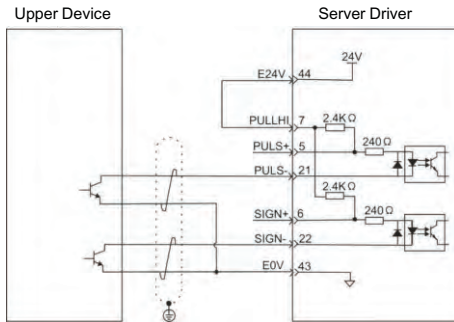 Upper Device Server Driver
24V
E24V 44
PULLHI 7 2.4KΩ
PULS+ 5 240Ω
PULS- 21
2.4KΩ
SIGN+ 6 240Ω
SIGN- 22
E0V 43